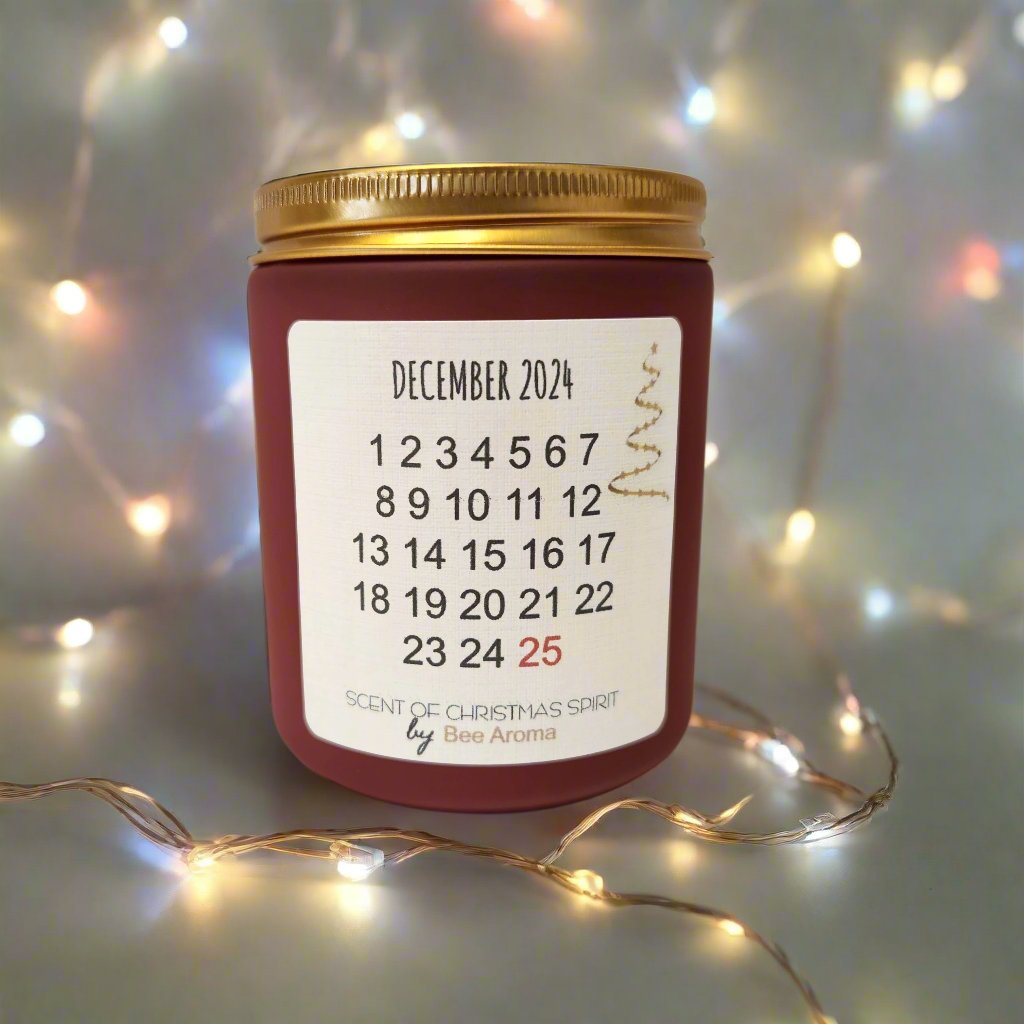 DECEMBER 2024
1 2 3 4 5 6 7
8 9 10 11 12
13 14 15 16 17
18 19 20 21 22
23 24 25
SCENT OF CHRISTMAS SPIRIT
by Bee Aroma